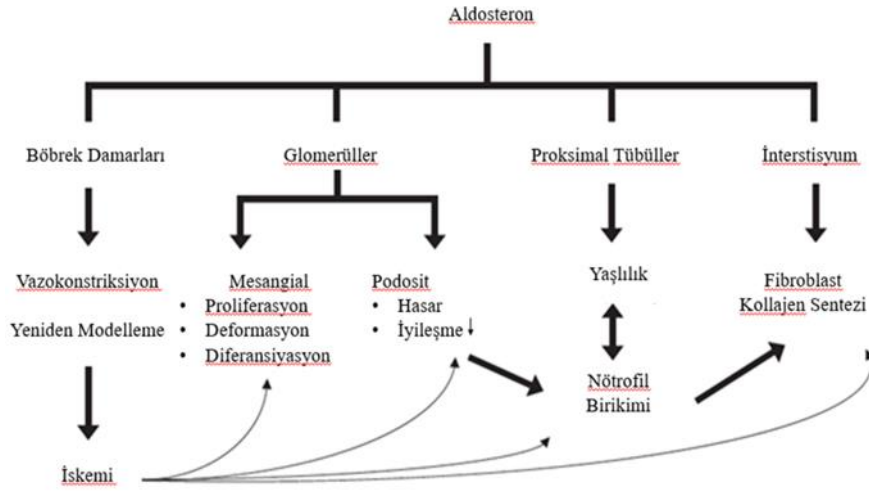 Aldosteron
Böbrek Damarları
Glomerüller
Proksimal Tübüller
İnterstisyum
Vazokonstriksiyon
Yeniden Modelleme
Mesangial
• Proliferasyon
• Deformasyon
• Diferansiyasyon
Podosit
• Hasar
• İyileşme↓
Yaşlılık
Fibroblast
Kollajen Sentezi
Nötrofil
Birikimi
İskemi